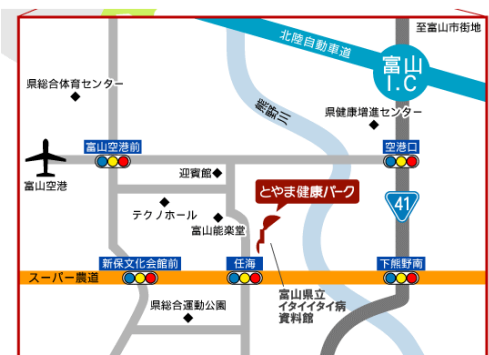 至富山市街地
北陸自動車道
富山
I.C
県総合体育センター
熊野川
県健康増進センター
富山空港前
空港口
富山空港
迎賓館
とやま健康パーク
41
テクノホール
富山能楽堂
新保文化会館前
任海
下熊野南
スーパー農道
県総合運動公園
富山県立
イタイイタイ病
資料館